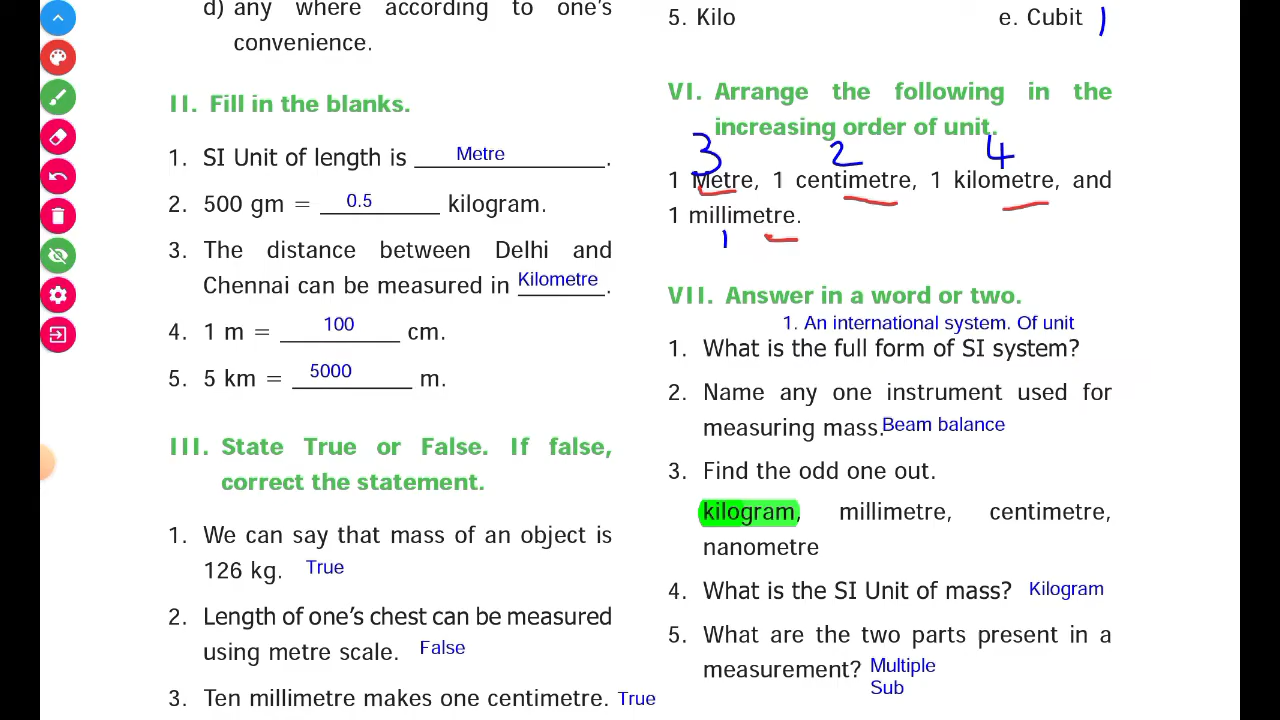 d) any where according to one's
convenience.
II. Fill in the blanks.
1. SI Unit of length is Metre.
2. 500 gm = 0.5 kilogram.
3. The distance between Delhi and
Chennai can be measured in Kilometre.
4. 1 m = 100 cm.
5. 5 km = 5000 m.
III. State True or False. If false,
correct the statement.
1. We can say that mass of an object is
126 kg. True
2. Length of one's chest can be measured
using metre scale. False
3. Ten millimetre makes one centimetre. True
5. Kilo e. Cubit 1
VI. Arrange the following in the
increasing order of unit.
3 2 4
1 Metre, 1 centimetre, 1 kilometre, and
1 millimetre.
1
VII. Answer in a word or two.
1. An international system. Of unit
1. What is the full form of SI system?
2. Name any one instrument used for
measuring mass. Beam balance
3. Find the odd one out.
kilogram, millimetre, centimetre,
nanometre
4. What is the SI Unit of mass? Kilogram
5. What are the two parts present in a
measurement? Multiple
Sub